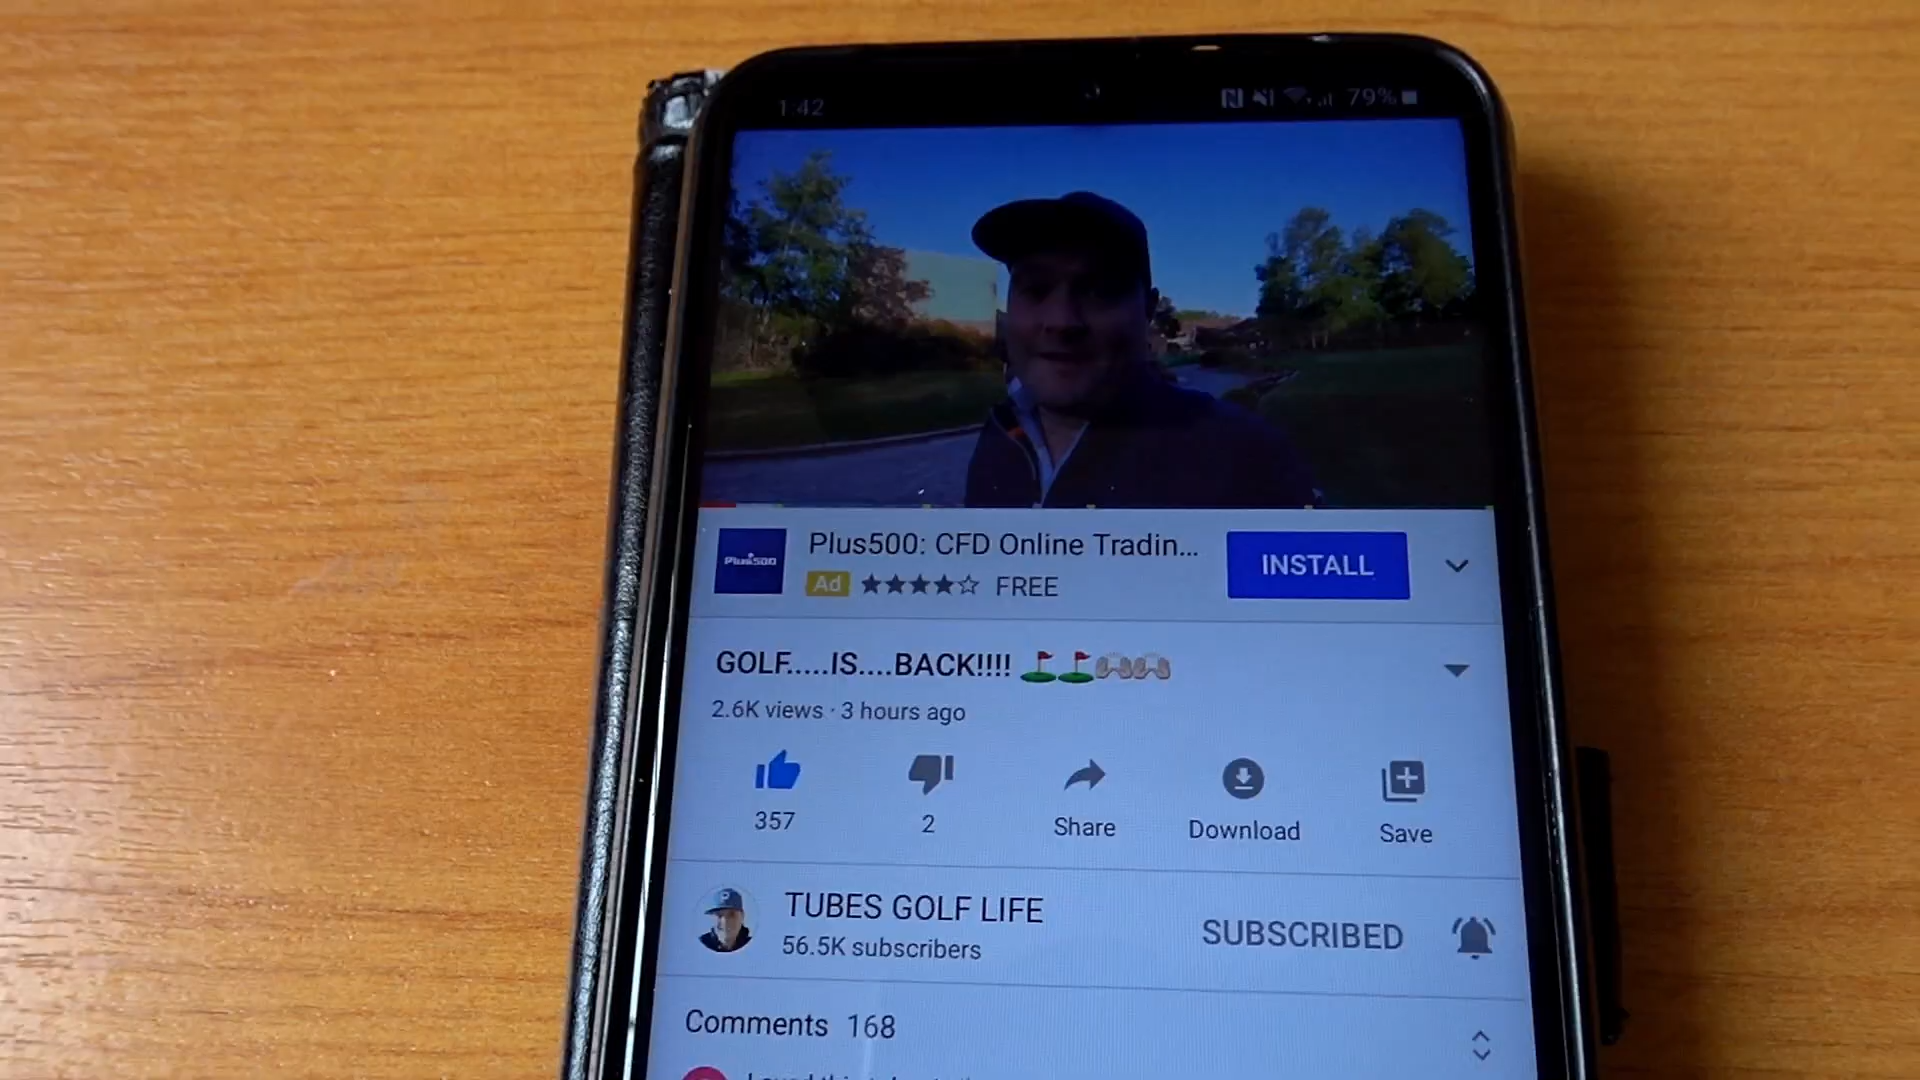 1:42 79%
Plus500
Plus500: CFD Online Tradin...
INSTALL
Ad FREE
GOLF.....IS....BACK!!!!
2.6K views · 3 hours ago
357
2
Share
Download
Save
TUBES GOLF LIFE
56.5K subscribers
SUBSCRIBED
Comments 168